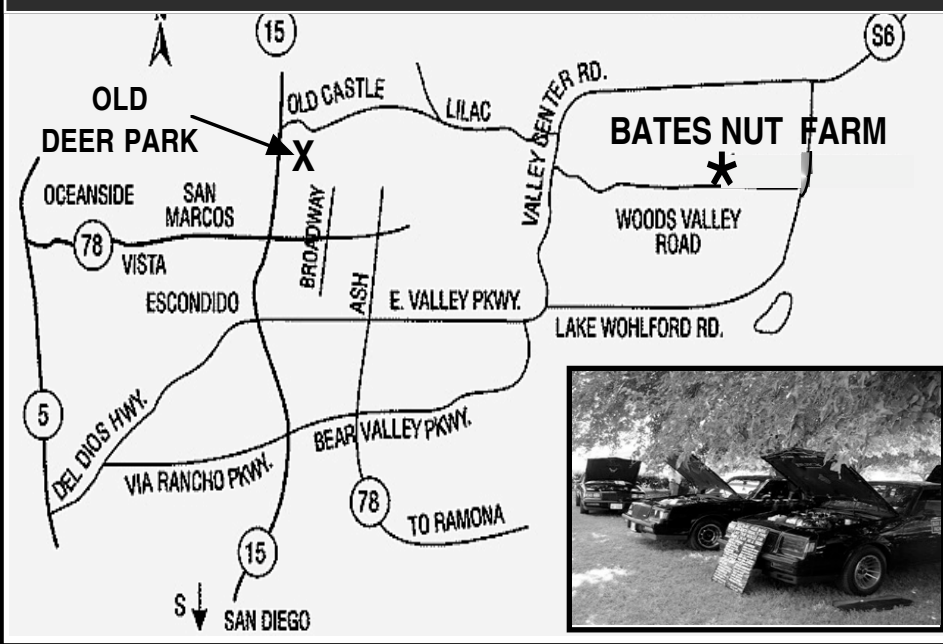 N
15
S6
OLD CASTLE
LILAC
VALLEY CENTER RD.
OLD
DEER PARK
X
BATES NUT FARM
*
OCEANSIDE
SAN
MARCOS
BROADWAY
WOODS VALLEY
ROAD
78
VISTA
ASH
ESCONDIDO
E. VALLEY PKWY.
LAKE WOHLFORD RD.
5
DEL DIOS HWY.
BEAR VALLEY PKWY.
VIA RANCHO PKWY.
78
TO RAMONA
15
S
SAN DIEGO